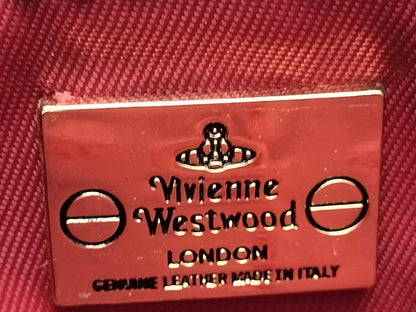 Vivienne
Westwood
LONDON
GENUINE LEATHER MADE IN ITALY